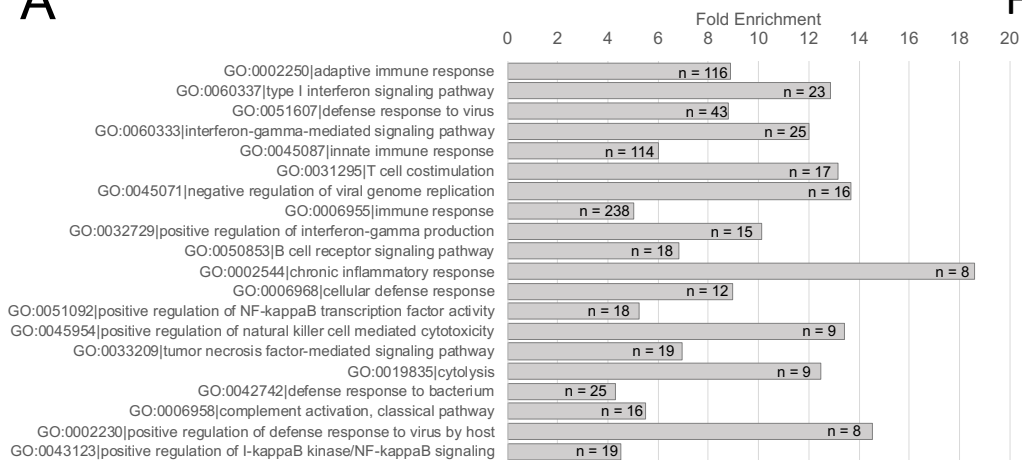 A
Fold Enrichment
0 2 4 6 8 10 12 14 16 18 20
GO:0002250|adaptive immune response n = 116
GO:0060337|type I interferon signaling pathway n = 23
GO:0051607|defense response to virus n = 43
GO:0060333|interferon-gamma-mediated signaling pathway n = 25
GO:0045087|innate immune response n = 114
GO:0031295|T cell costimulation n = 17
GO:0045071|negative regulation of viral genome replication n = 16
GO:0006955|immune response n = 238
GO:0032729|positive regulation of interferon-gamma production n = 15
GO:0050853|B cell receptor signaling pathway n = 18
GO:0002544|chronic inflammatory response n = 8
GO:0006968|cellular defense response n = 12
GO:0051092|positive regulation of NF-kappaB transcription factor activity n = 18
GO:0045954|positive regulation of natural killer cell mediated cytotoxicity n = 9
GO:0033209|tumor necrosis factor-mediated signaling pathway n = 19
GO:0019835|cytolysis n = 9
GO:0042742|defense response to bacterium n = 25
GO:0006958|complement activation, classical pathway n = 16
GO:0002230|positive regulation of defense response to virus by host n = 8
GO:0043123|positive regulation of I-kappaB kinase/NF-kappaB signaling n = 19